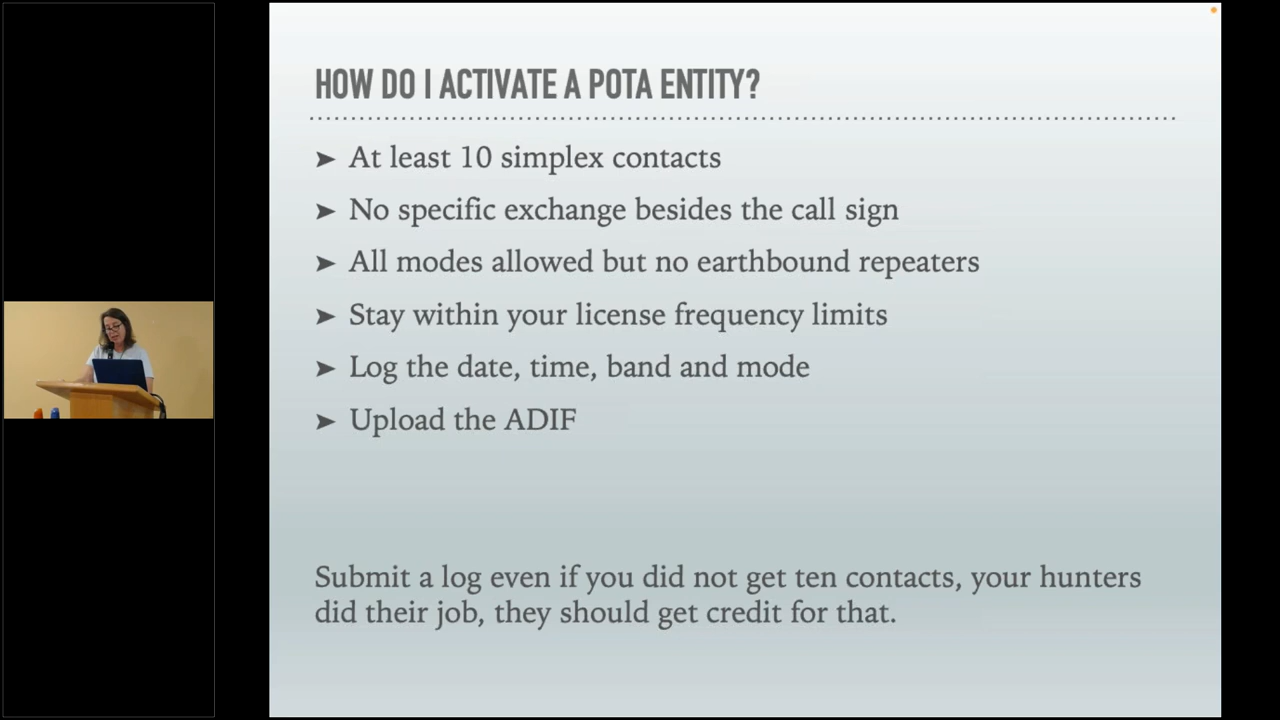 HOW DO I ACTIVATE A POTA ENTITY?
➤ At least 10 simplex contacts
➤ No specific exchange besides the call sign
➤ All modes allowed but no earthbound repeaters
➤ Stay within your license frequency limits
➤ Log the date, time, band and mode
➤ Upload the ADIF
Submit a log even if you did not get ten contacts, your hunters
did their job, they should get credit for that.